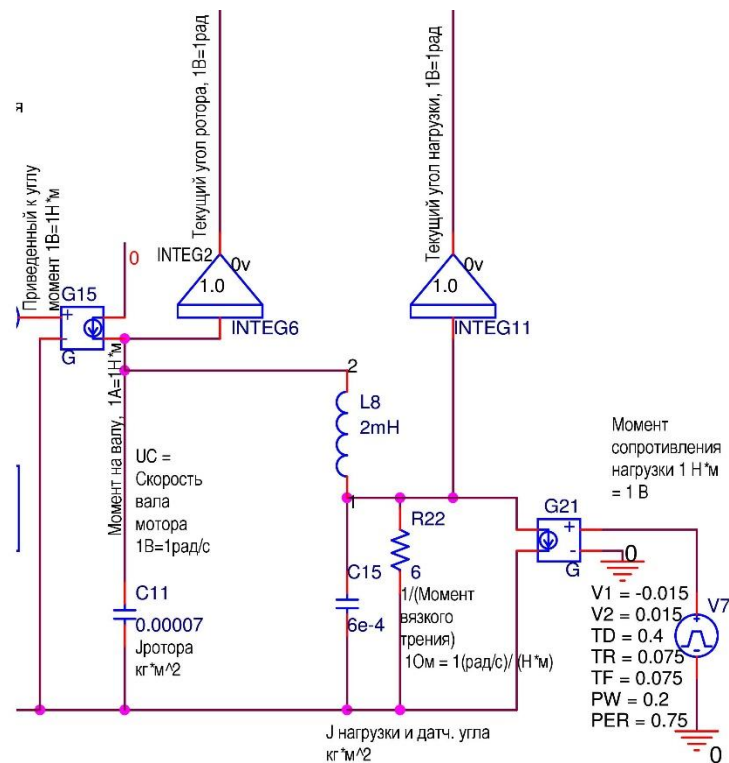 я
Приведенный к углу
момент 1В=1Н*м
Текущий угол ротора, 1В=1рад
Текущий угол нагрузки, 1В=1рад
0
INTEG2
0v
1.0
INTEG6
0v
1.0
INTEG11
G15
+
-
G
Момент на валу, 1А=1Н*м
2
L8
2mH
1
UC =
Скорость
вала
мотора
1В=1рад/с
C11
0.00007
Jротора
кг*м^2
C15
6e-4
R22
6
1/(Момент
вязкого
трения)
1Ом = 1(рад/с)/ (Н*м)
Момент
сопротивления
нагрузки 1 Н*м
= 1 В
G21
+
-
G
0
V1 = -0.015
V2 = 0.015
TD = 0.4
TR = 0.075
TF = 0.075
PW = 0.2
PER = 0.75
V7
+
-
0
J нагрузки и датч. угла
кг*м^2